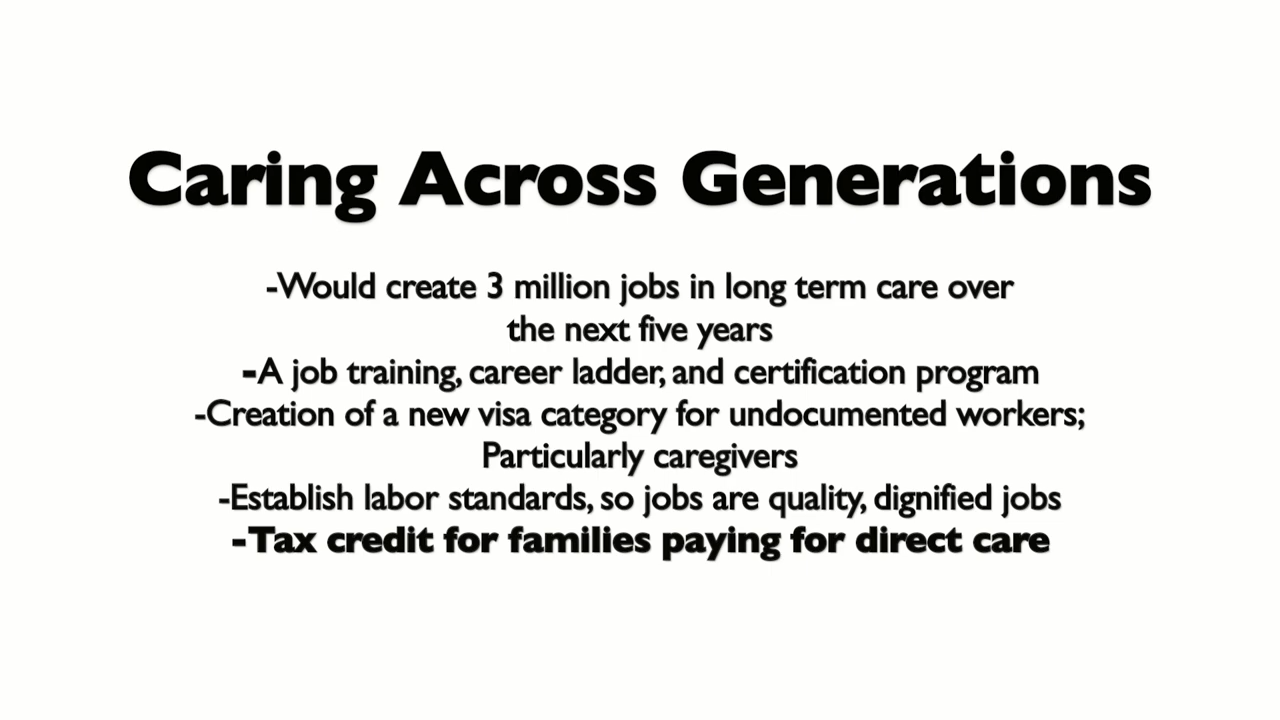 Caring Across Generations
-Would create 3 million jobs in long term care over
the next five years
-A job training, career ladder, and certification program
-Creation of a new visa category for undocumented workers;
Particularly caregivers
-Establish labor standards, so jobs are quality, dignified jobs
-Tax credit for families paying for direct care